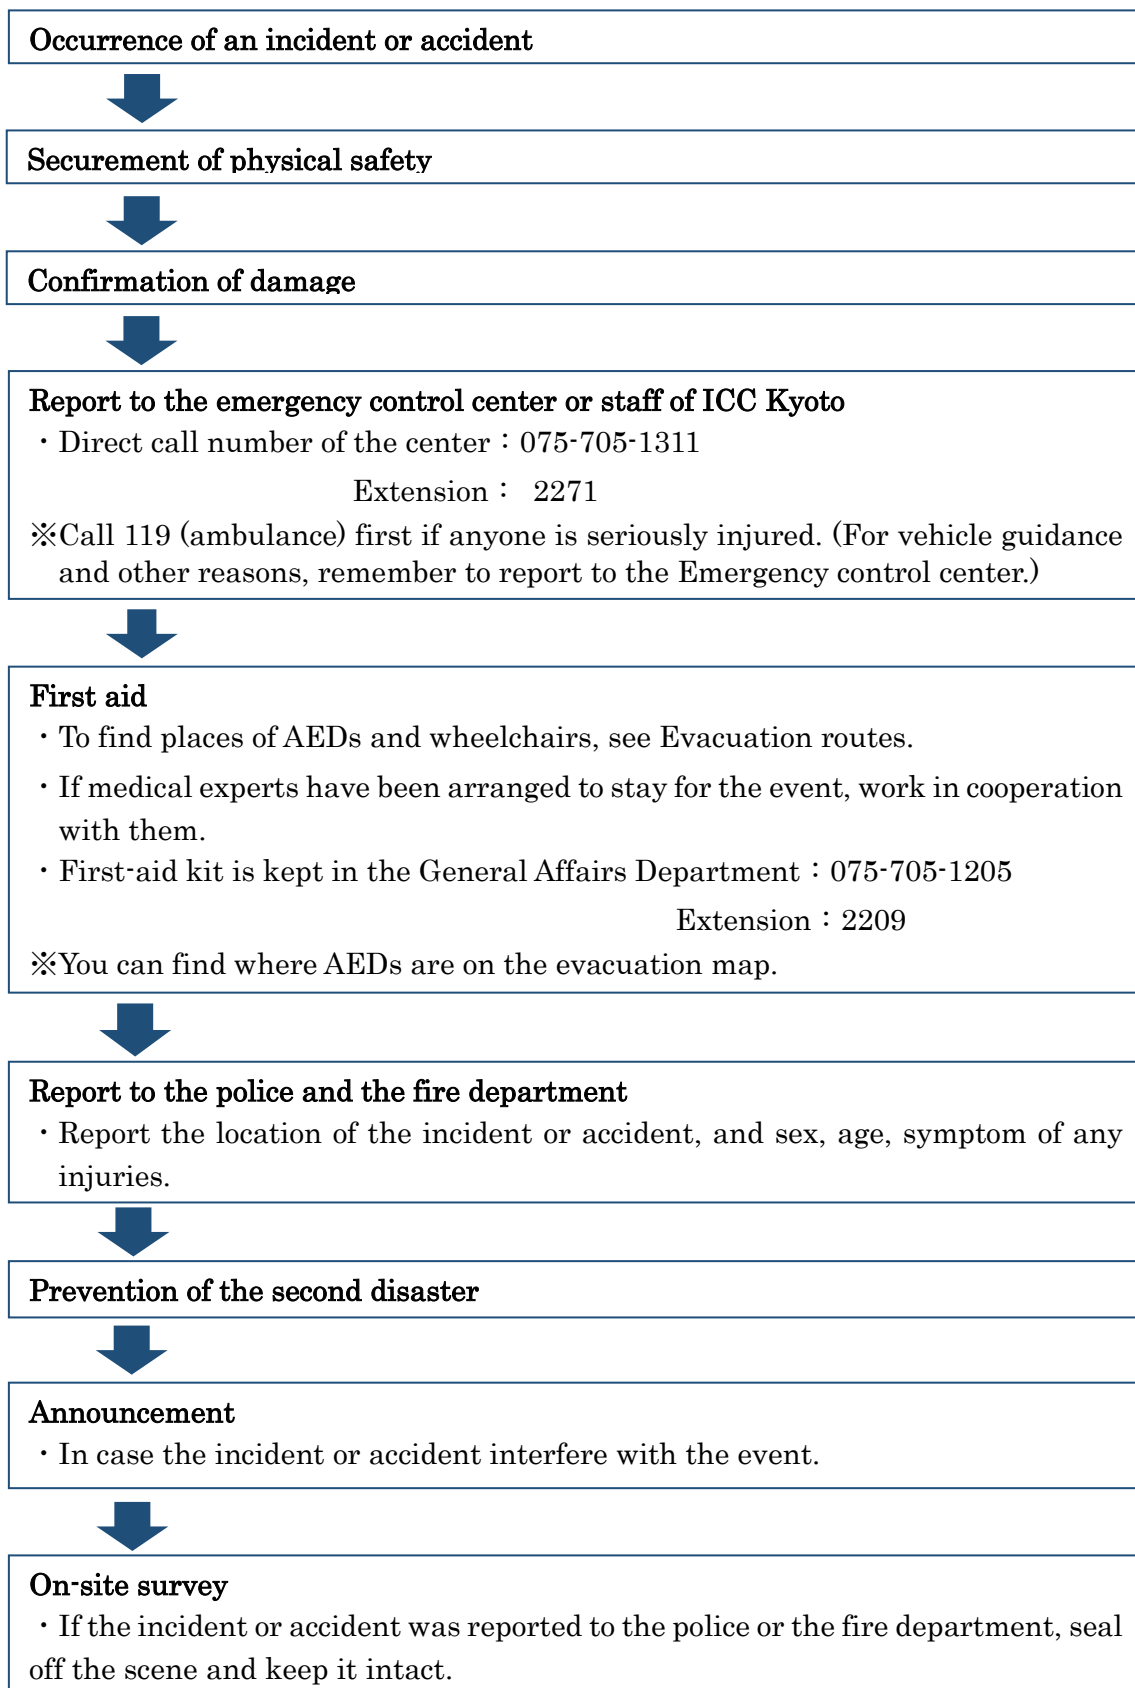 Occurrence of an incident or accident
Securement of physical safety
Confirmation of damage
Report to the emergency control center or staff of ICC Kyoto
・Direct call number of the center：075-705-1311
Extension： 2271
※Call 119 (ambulance) first if anyone is seriously injured. (For vehicle guidance
and other reasons, remember to report to the Emergency control center.)
First aid
・To find places of AEDs and wheelchairs, see Evacuation routes.
・If medical experts have been arranged to stay for the event, work in cooperation
with them.
・First-aid kit is kept in the General Affairs Department：075-705-1205
Extension：2209
※You can find where AEDs are on the evacuation map.
Report to the police and the fire department
・Report the location of the incident or accident, and sex, age, symptom of any
injuries.
Prevention of the second disaster
Announcement
・In case the incident or accident interfere with the event.
On-site survey
・If the incident or accident was reported to the police or the fire department, seal
off the scene and keep it intact.